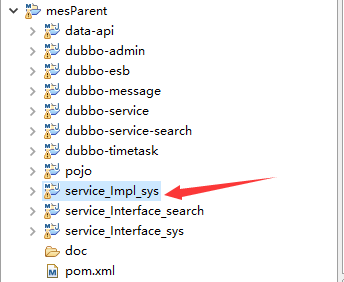 mesParent
data-api
dubbo-admin
dubbo-esb
dubbo-message
dubbo-service
dubbo-service-search
dubbo-timetask
pojo
service_Impl_sys
service_Interface_search
service_Interface_sys
doc
pom.xml